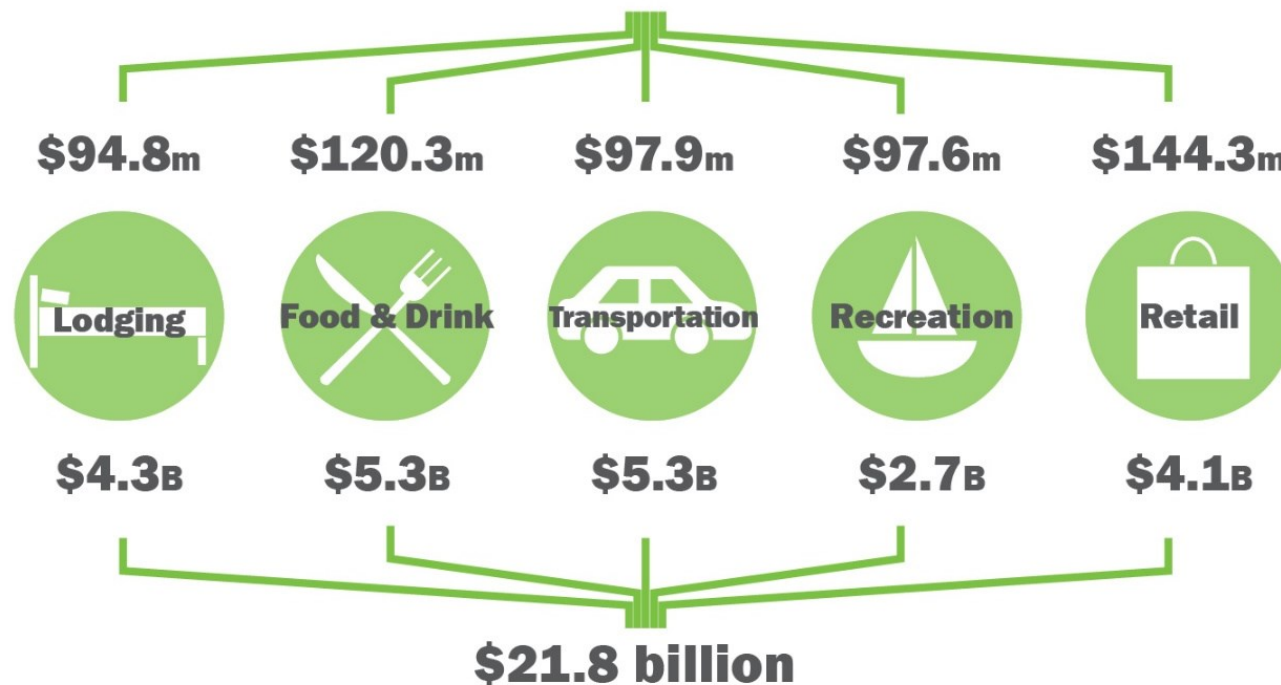 $94.8m $120.3m $97.9m $97.6m $144.3m
Lodging Food & Drink Transportation Recreation Retail
$4.3B $5.3B $5.3B $2.7B $4.1B
$21.8 billion